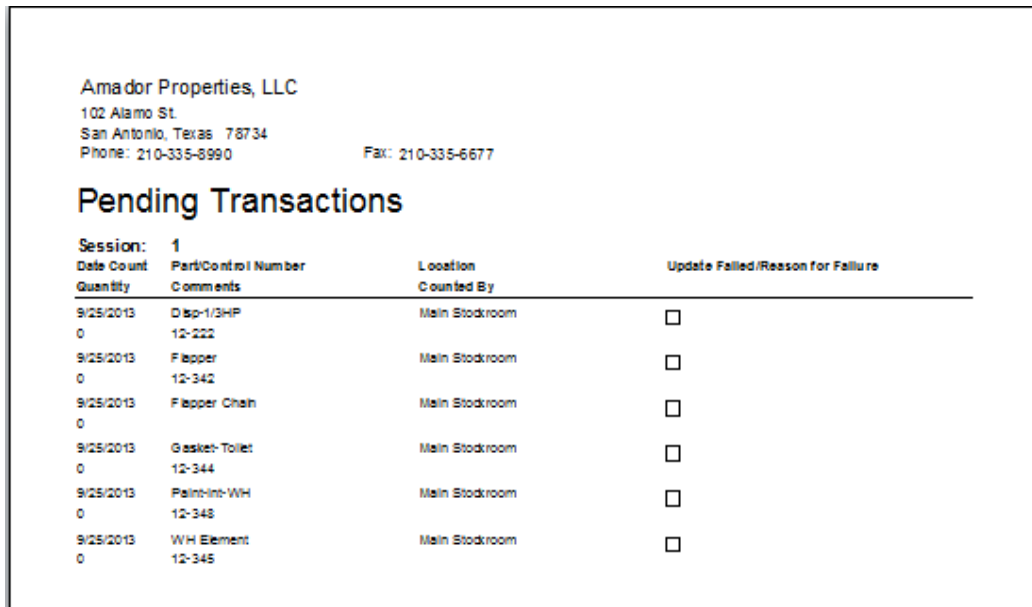 Amador Properties, LLC
102 Alamo St.
San Antonio, Texas 78734
Phone: 210-335-8990 Fax: 210-335-6677
Pending Transactions
Session: 1
Date Count Part/Control Number Location Update Failed/Reason for Failure
Quantity Comments Counted By
9/25/2013 Disp-1/3HP Main Stockroom
0 12-222
9/25/2013 Flapper Main Stockroom
0 12-342
9/25/2013 Flapper Chain Main Stockroom
0
9/25/2013 Gasket-Toilet Main Stockroom
0 12-344
9/25/2013 Paint-Int-WH Main Stockroom
0 12-348
9/25/2013 WH Element Main Stockroom
0 12-345